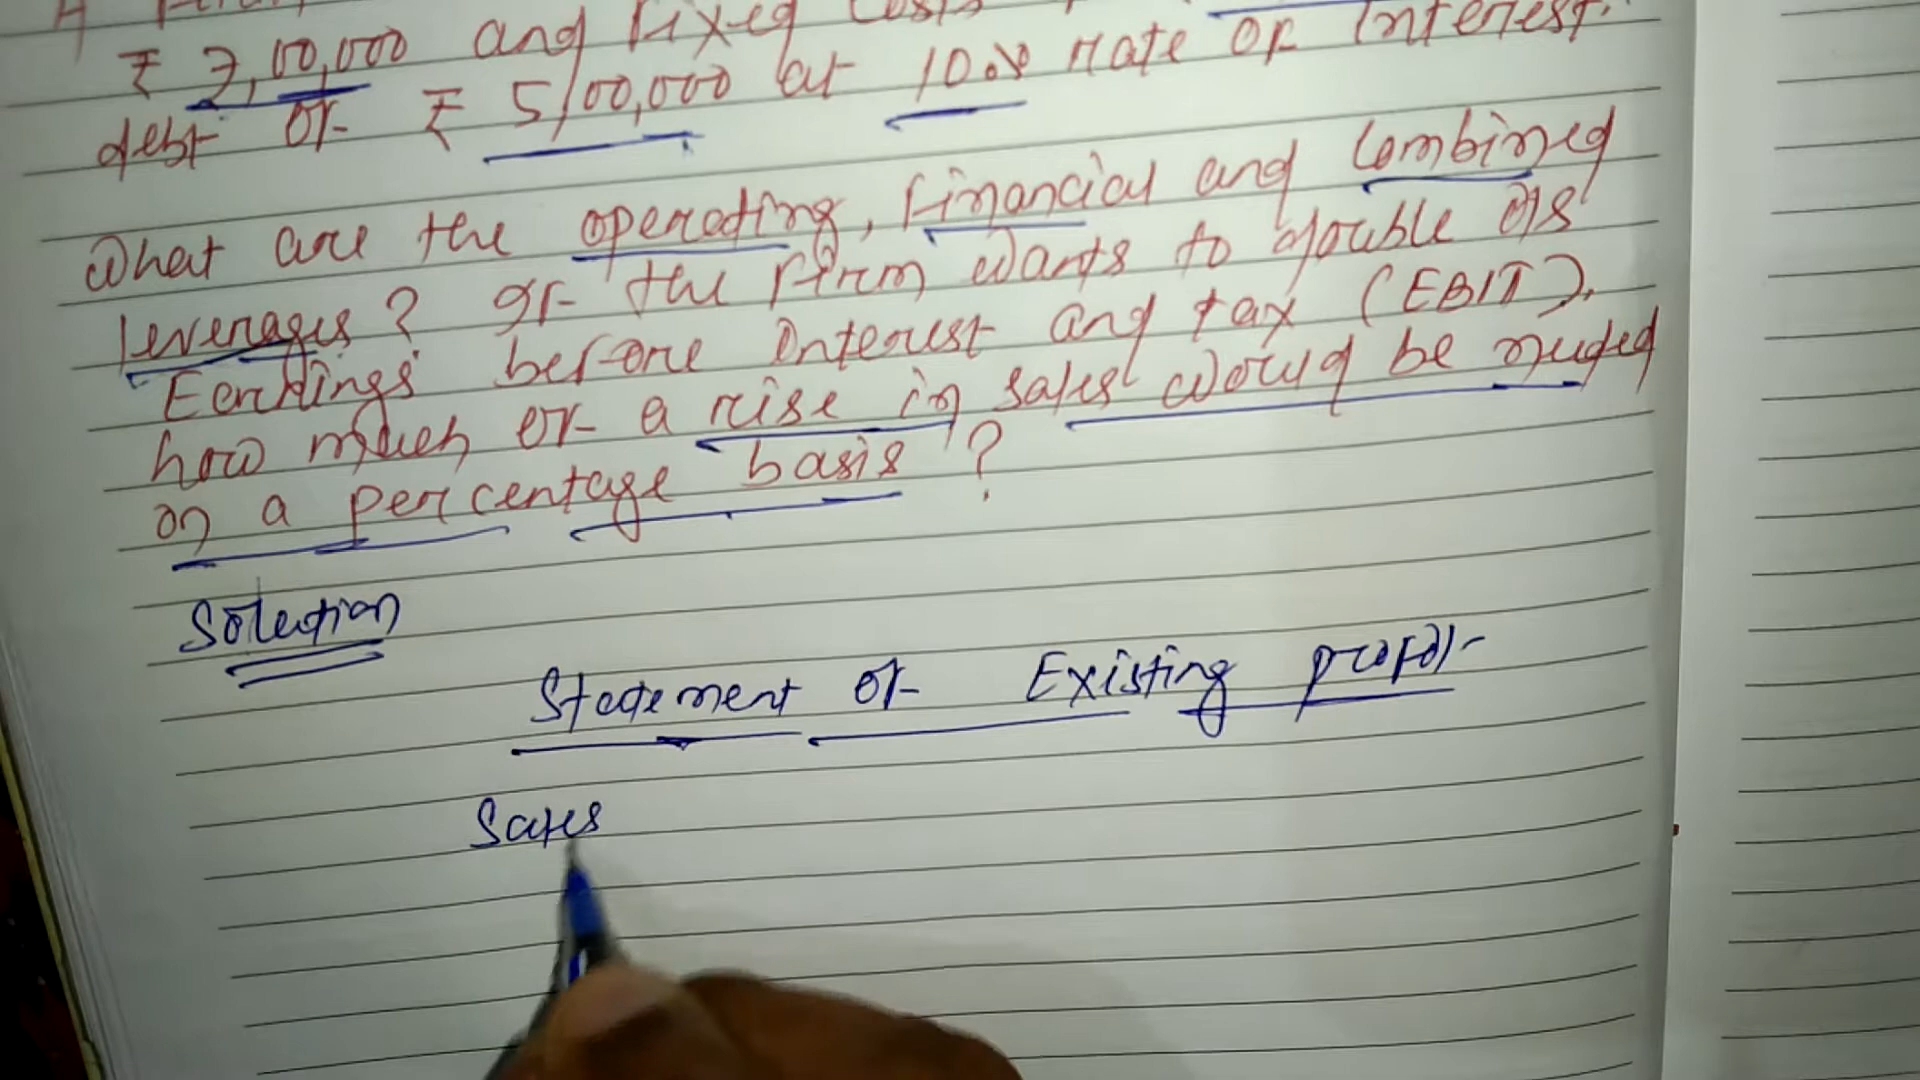 ₹ 7,00,000 and Fixed Costs
debt of ₹ 5,00,000 at 10% rate of interest.
What are the operating, Financial and Combined
leverages? If the Firm wants to double its
Earnings before Interest and tax (EBIT),
how much of a rise in sales would be needed
on a percentage basis?
Solution
Statement of Existing profit
Sales